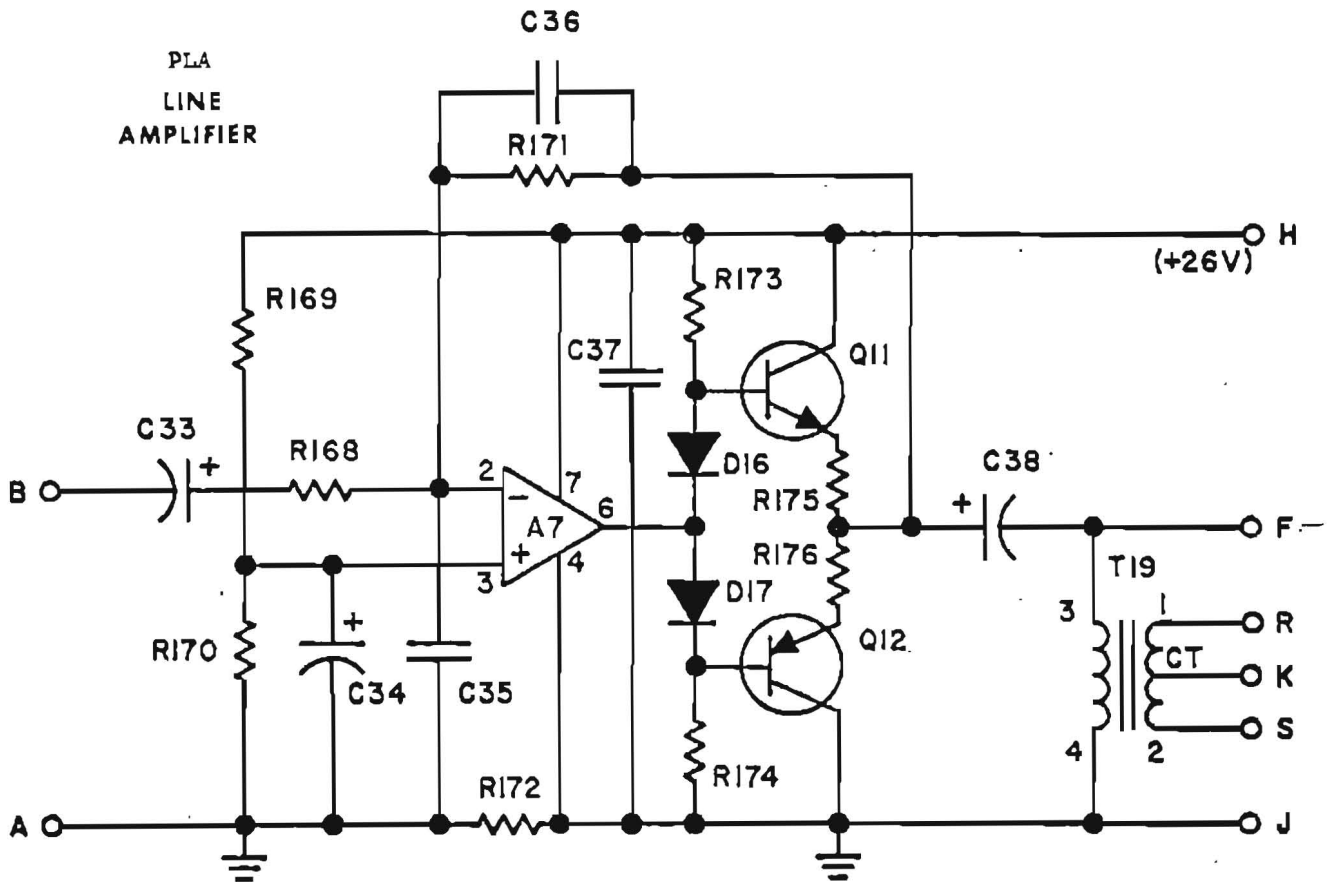 C36
PLA
LINE
AMPLIFIER
R171
H
(+26V)
R173
R169
Q11
C37
C33
+
R168
2
7
D16
R175
C38
+
B
−
A7
6
F
+
3
4
D17
R176
T19
3
1
R
R170
+
C34
C35
Q12
CT
K
4
2
S
R174
R172
A
J